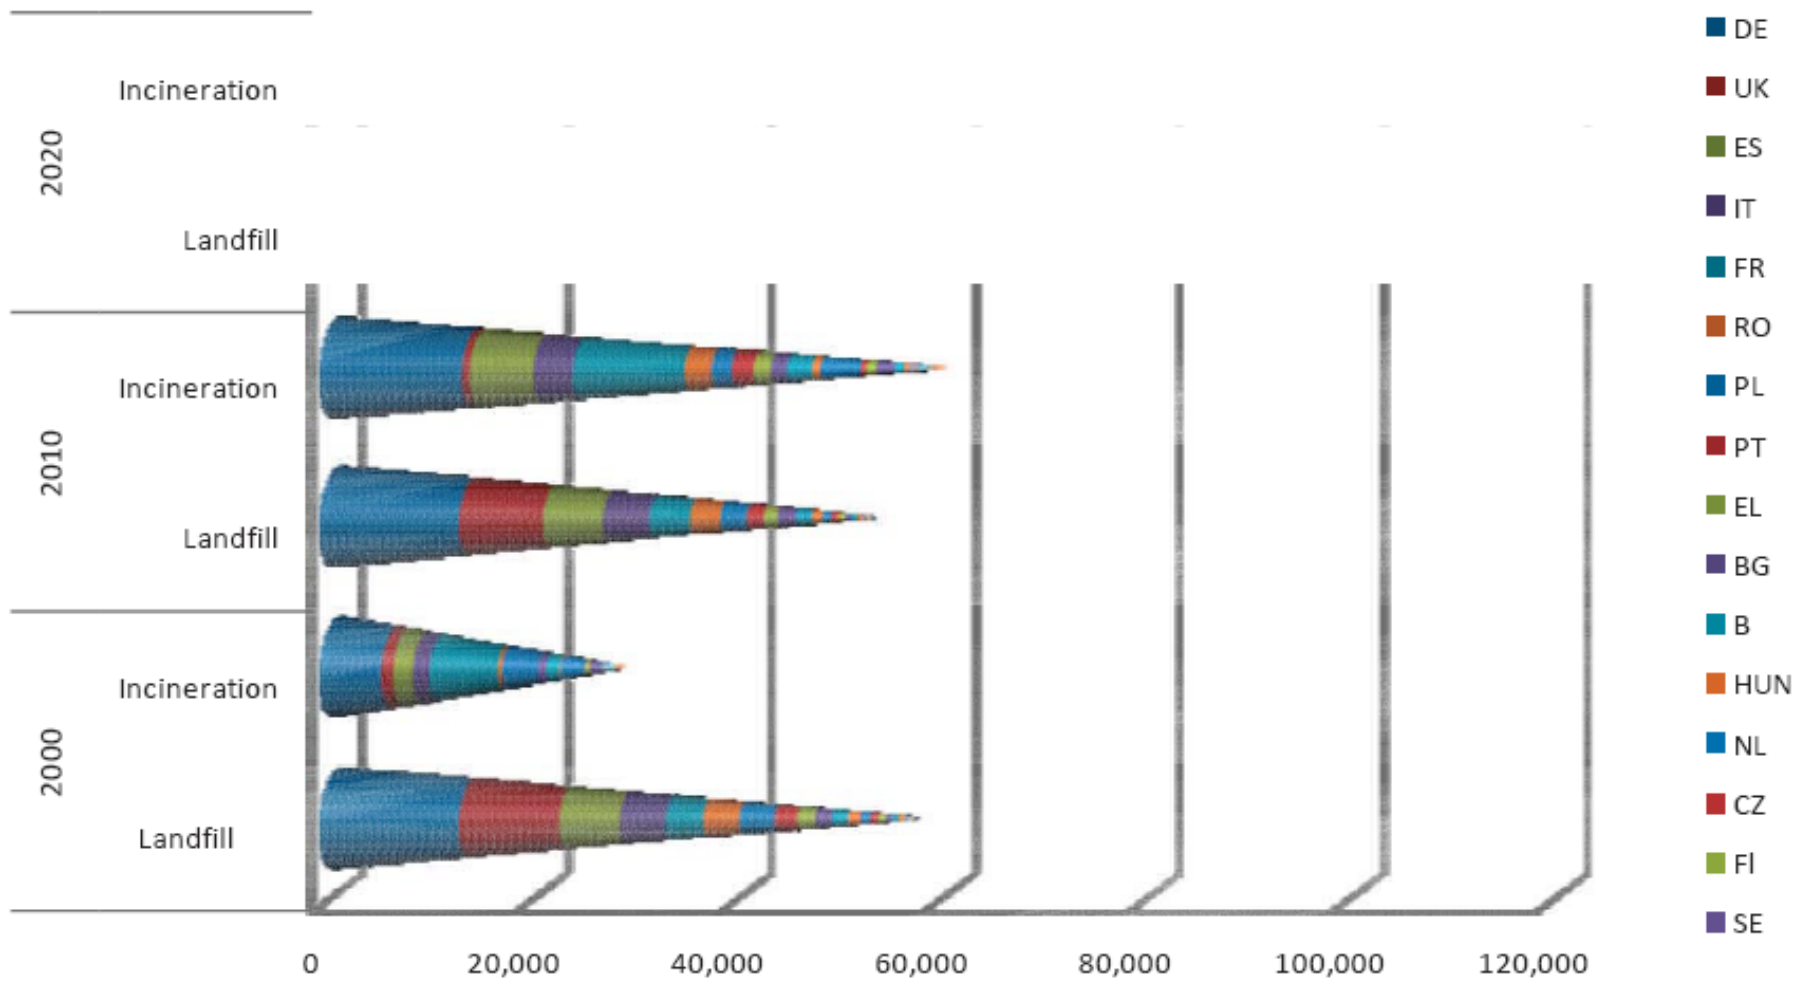 2020
Incineration
Landfill
2010
Incineration
Landfill
2000
Incineration
Landfill
0 20,000 40,000 60,000 80,000 100,000 120,000
DE
UK
ES
IT
FR
RO
PL
PT
EL
BG
B
HUN
NL
CZ
FI
SE